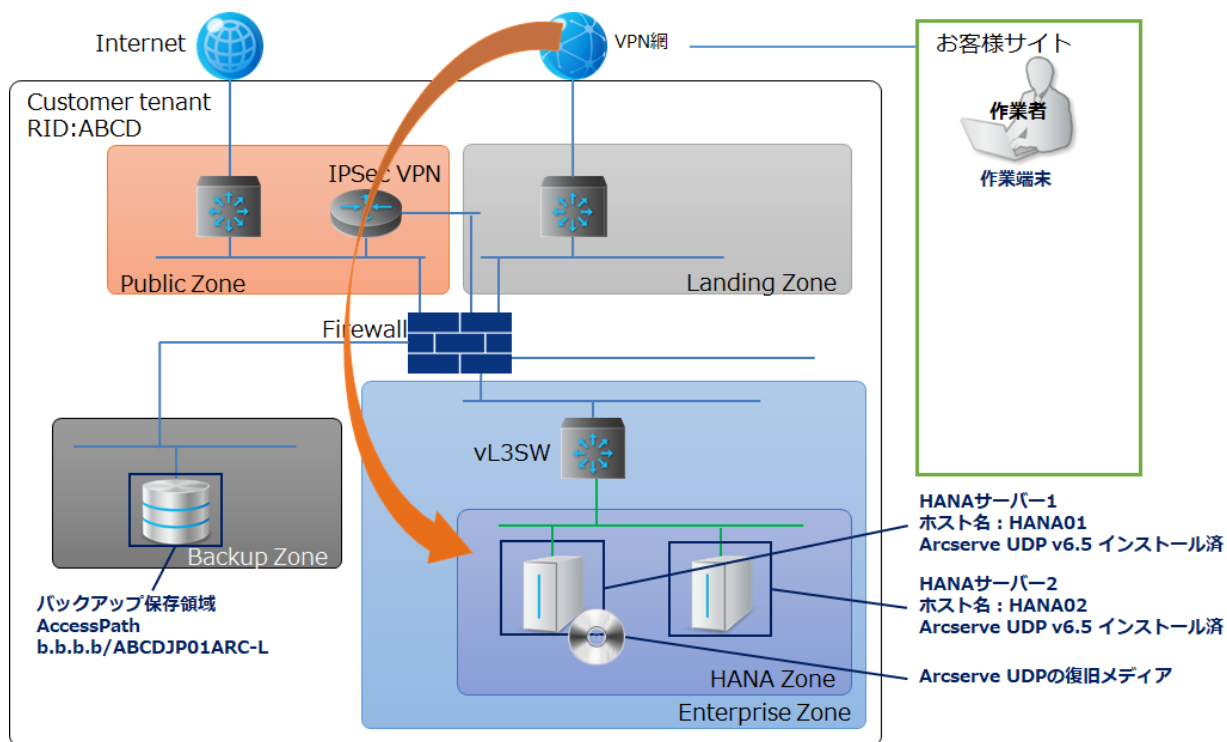 Internet
VPN網
お客様サイト
作業者
作業端末
Customer tenant
RID:ABCD
IPSec VPN
Public Zone
Landing Zone
Firewall
vL3SW
Backup Zone
バックアップ保存領域
AccessPath
b.b.b.b/ABCDJP01ARC-L
HANAサーバー1
ホスト名：HANA01
Arcserve UDP v6.5 インストール済
HANAサーバー2
ホスト名：HANA02
Arcserve UDP v6.5 インストール済
Arcserve UDPの復旧メディア
HANA Zone
Enterprise Zone